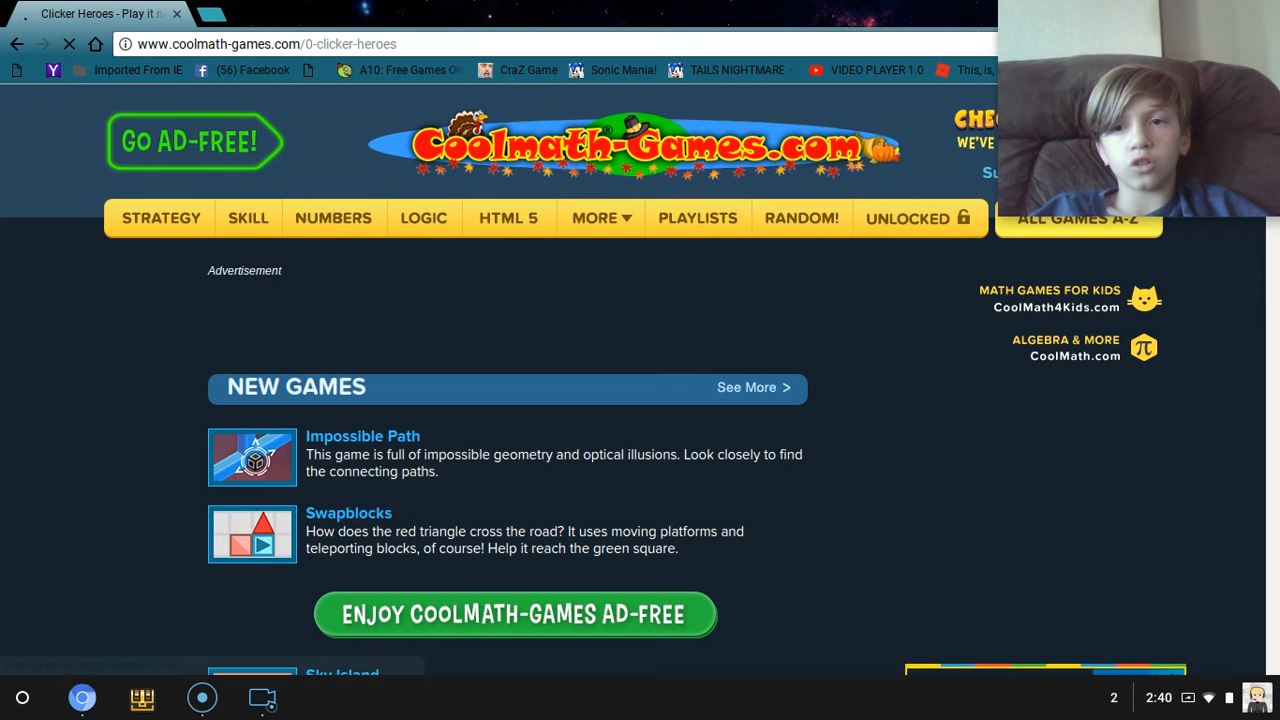 Clicker Heroes - Play it n
www.coolmath-games.com/0-clicker-heroes
Imported From IE
(56) Facebook
A10: Free Games On
CraZ Game
Sonic Mania!
TAILS NIGHTMARE
VIDEO PLAYER 1.0
This, is,
GO AD-FREE!
Coolmath-Games.com
CHE
WE'VE
Su
STRATEGY
SKILL
NUMBERS
LOGIC
HTML 5
MORE
PLAYLISTS
RANDOM!
UNLOCKED
ALL GAMES A-Z
Advertisement
MATH GAMES FOR KIDS
CoolMath4Kids.com
ALGEBRA & MORE
CoolMath.com
NEW GAMES
See More >
Impossible Path
This game is full of impossible geometry and optical illusions. Look closely to find
the connecting paths.
Swapblocks
How does the red triangle cross the road? It uses moving platforms and
teleporting blocks, of course! Help it reach the green square.
ENJOY COOLMATH-GAMES AD-FREE
Sky Island
2
2:40